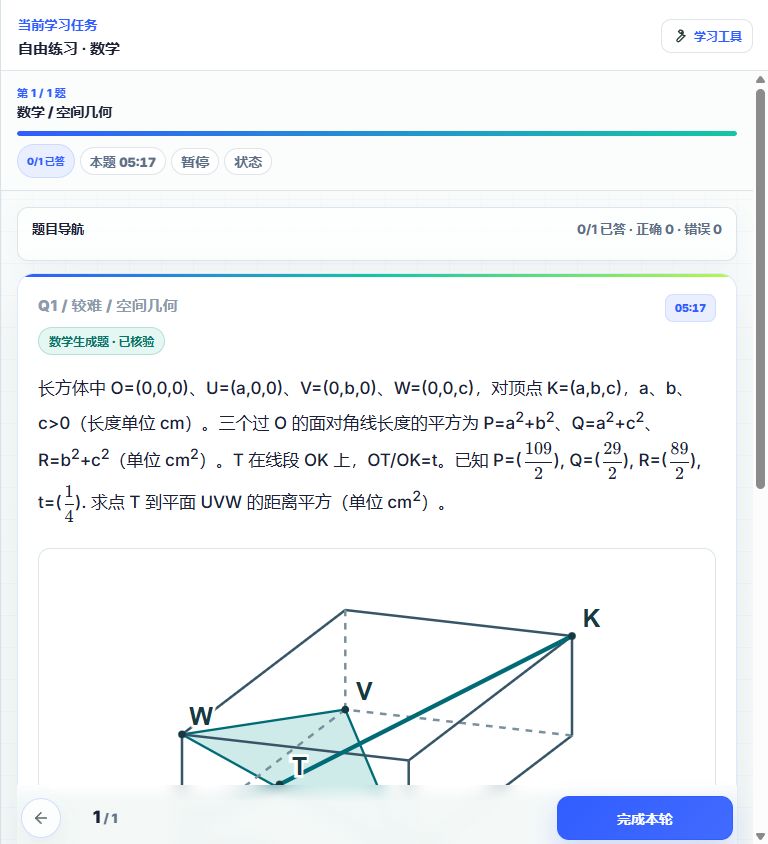 当前学习任务
自由练习 · 数学
学习工具
第 1 / 1 题
数学 / 空间几何
0/1 已答
本题 05:17
暂停
状态
题目导航
0/1 已答 · 正确 0 · 错误 0
Q1 / 较难 / 空间几何
05:17
数学生成题 · 已核验
长方体中 O=(0,0,0)、U=(a,0,0)、V=(0,b,0)、W=(0,0,c)，对顶点 K=(a,b,c)，a、b、
c>0（长度单位 cm）。三个过 O 的面对角线长度的平方为 P=a²+b²、Q=a²+c²、
R=b²+c²（单位 cm²）。T 在线段 OK 上，OT/OK=t。已知 P=(109/2), Q=(29/2), R=(89/2),
t=(1/4). 求点 T 到平面 UVW 的距离平方（单位 cm²）。
K
V
W
T
1 / 1
完成本轮